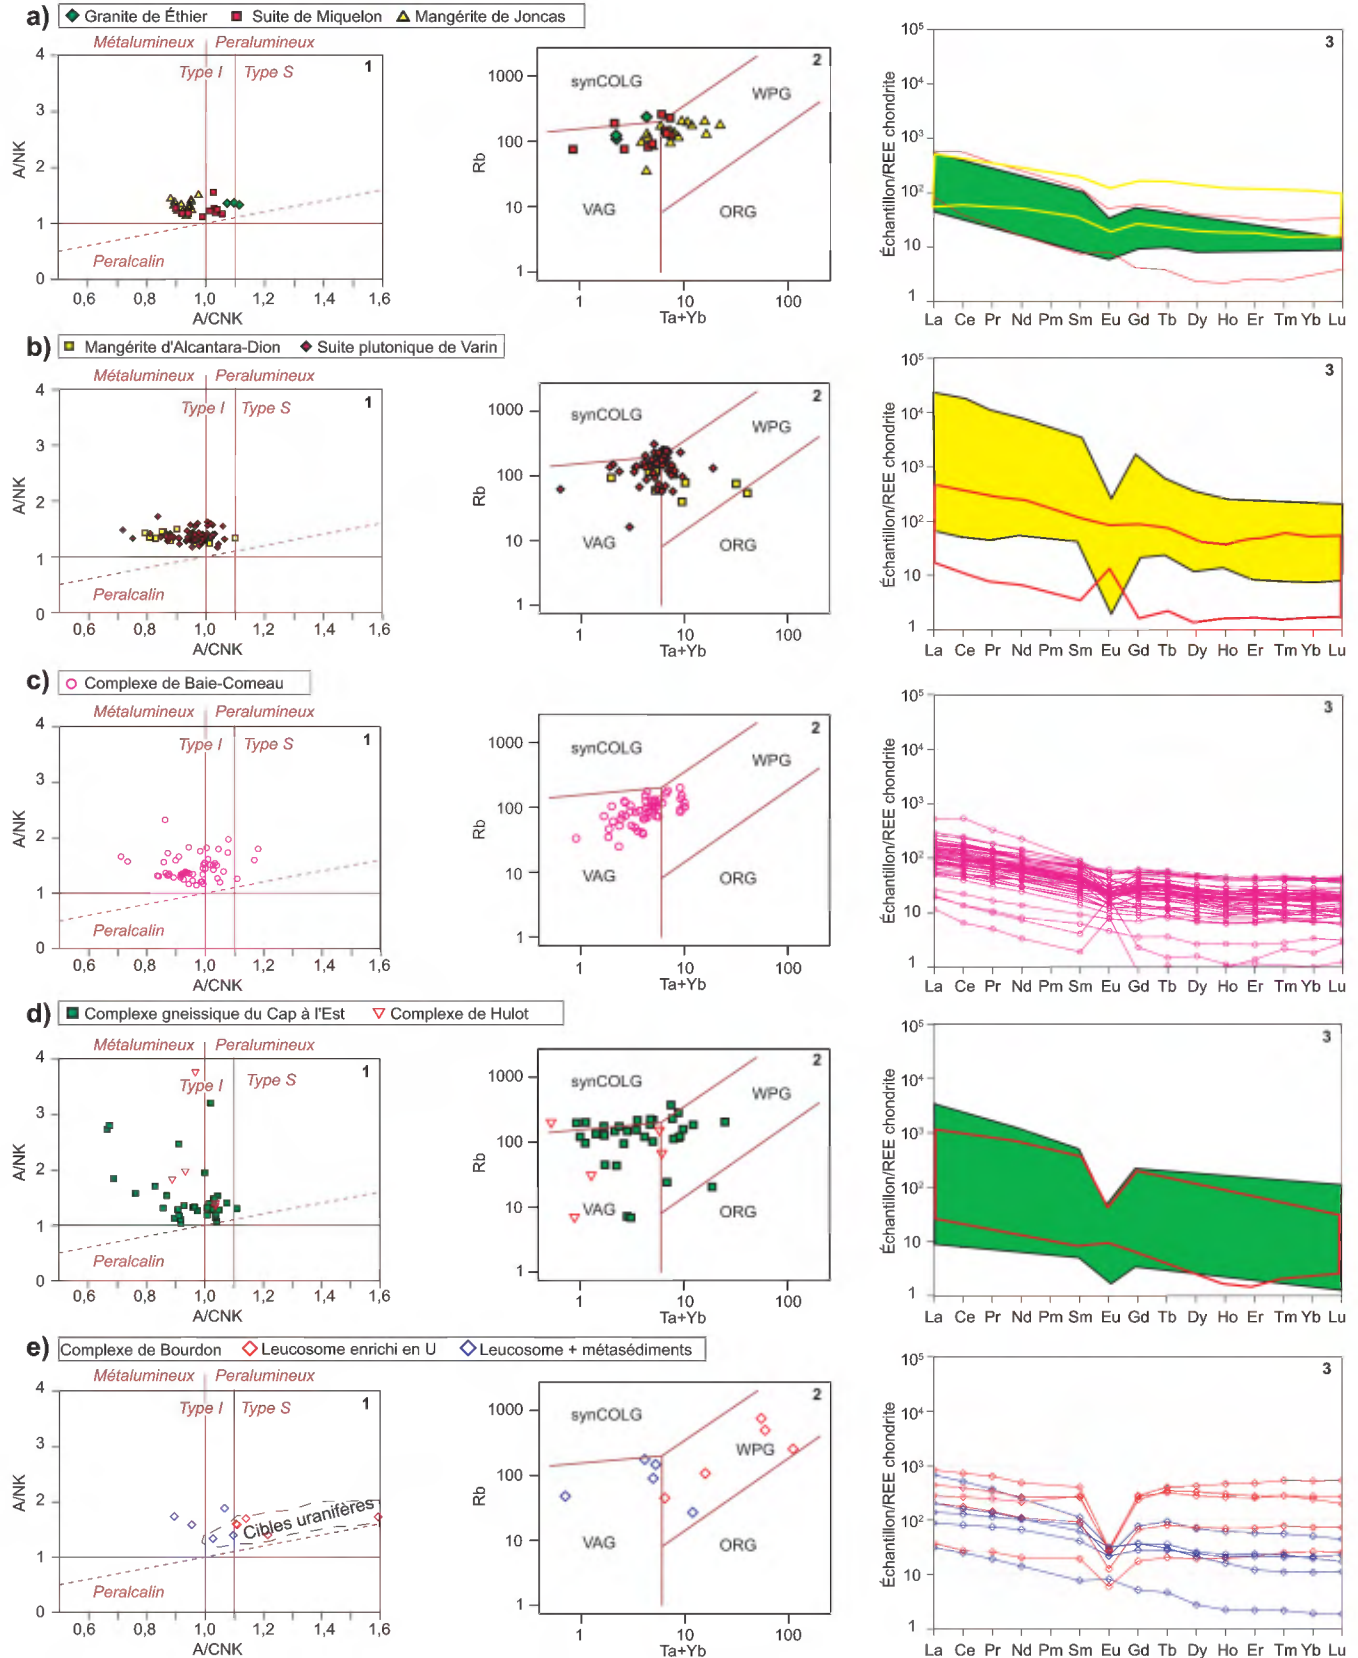 a) Granite de Éthier Suite de Miquelon Mangérite de Joncas
Métalumineux Peralumineux
Type I Type S 1
Peralcalin
A/NK
4
3
2
1
0
0,6 0,8 1,0 1,2 1,4 1,6
A/CNK
synCOLG WPG 2
VAG ORG
Rb
1000
100
10
1
1 10 100
Ta+Yb
3
Échantillon/REE chondrite
10⁵
10⁴
10³
10²
10
1
La Ce Pr Nd Pm Sm Eu Gd Tb Dy Ho Er Tm Yb Lu
b) Mangérite d'Alcantara-Dion Suite plutonique de Varin
Métalumineux Peralumineux
Type I Type S 1
Peralcalin
A/NK
4
3
2
1
0
0,6 0,8 1,0 1,2 1,4 1,6
A/CNK
synCOLG WPG 2
VAG ORG
Rb
1000
100
10
1
1 10 100
Ta+Yb
3
Échantillon/REE chondrite
10⁵
10⁴
10³
10²
10
1
La Ce Pr Nd Pm Sm Eu Gd Tb Dy Ho Er Tm Yb Lu
c) Complexe de Baie-Comeau
Métalumineux Peralumineux
Type I Type S 1
Peralcalin
A/NK
4
3
2
1
0
0,6 0,8 1,0 1,2 1,4 1,6
A/CNK
synCOLG WPG 2
VAG ORG
Rb
1000
100
10
1
1 10 100
Ta+Yb
3
Échantillon/REE chondrite
10⁵
10⁴
10³
10²
10
1
La Ce Pr Nd Pm Sm Eu Gd Tb Dy Ho Er Tm Yb Lu
d) Complexe gneissique du Cap à l'Est Complexe de Hulot
Métalumineux Peralumineux
Type I Type S 1
Peralcalin
A/NK
4
3
2
1
0
0,6 0,8 1,0 1,2 1,4 1,6
A/CNK
synCOLG WPG 2
VAG ORG
Rb
1000
100
10
1
1 10 100
Ta+Yb
3
Échantillon/REE chondrite
10⁵
10⁴
10³
10²
10
1
La Ce Pr Nd Pm Sm Eu Gd Tb Dy Ho Er Tm Yb Lu
e) Complexe de Bourdon Leucosome enrichi en U Leucosome + métasédiments
Métalumineux Peralumineux
Type I Type S 1
Cibles uranifères
Peralcalin
A/NK
4
3
2
1
0
0,6 0,8 1,0 1,2 1,4 1,6
A/CNK
synCOLG WPG 2
VAG ORG
Rb
1000
100
10
1
1 10 100
Ta+Yb
3
Échantillon/REE chondrite
10⁵
10⁴
10³
10²
10
1
La Ce Pr Nd Pm Sm Eu Gd Tb Dy Ho Er Tm Yb Lu